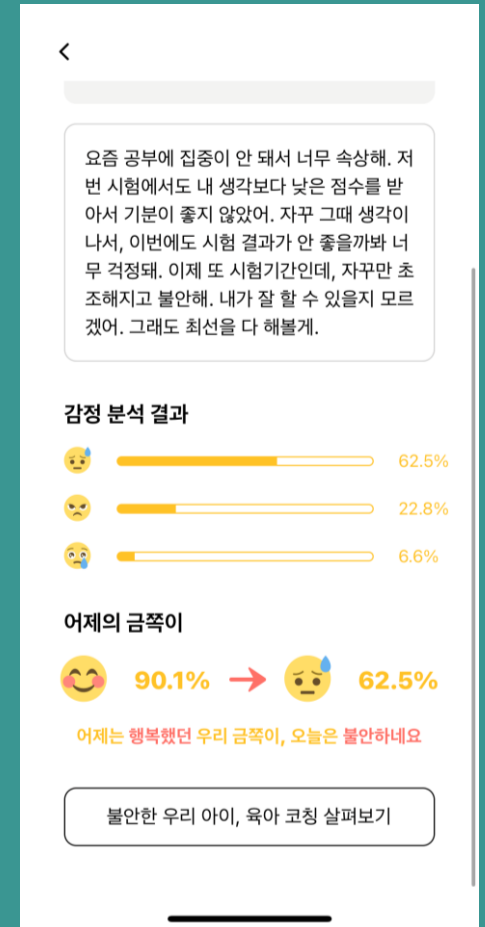 요즘 공부에 집중이 안 돼서 너무 속상해. 저
번 시험에서도 내 생각보다 낮은 점수를 받
아서 기분이 좋지 않았어. 자꾸 그때 생각이
나서, 이번에도 시험 결과가 안 좋을까봐 너
무 걱정돼. 이제 또 시험기간인데, 자꾸만 초
조해지고 불안해. 내가 잘 할 수 있을지 모르
겠어. 그래도 최선을 다 해볼게.
감정 분석 결과
62.5%
22.8%
6.6%
어제의 금쪽이
90.1% 62.5%
어제는 행복했던 우리 금쪽이, 오늘은 불안하네요
불안한 우리 아이, 육아 코칭 살펴보기